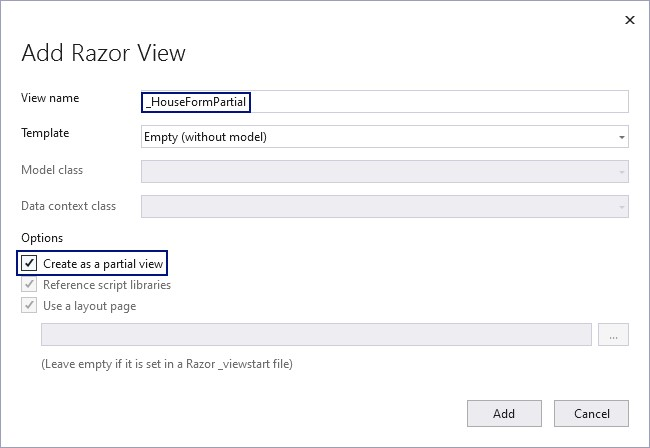 Add Razor View
View name _HouseFormPartial
Template Empty (without model)
Model class
Data context class
Options
Create as a partial view
Reference script libraries
Use a layout page
...
(Leave empty if it is set in a Razor _viewstart file)
Add Cancel